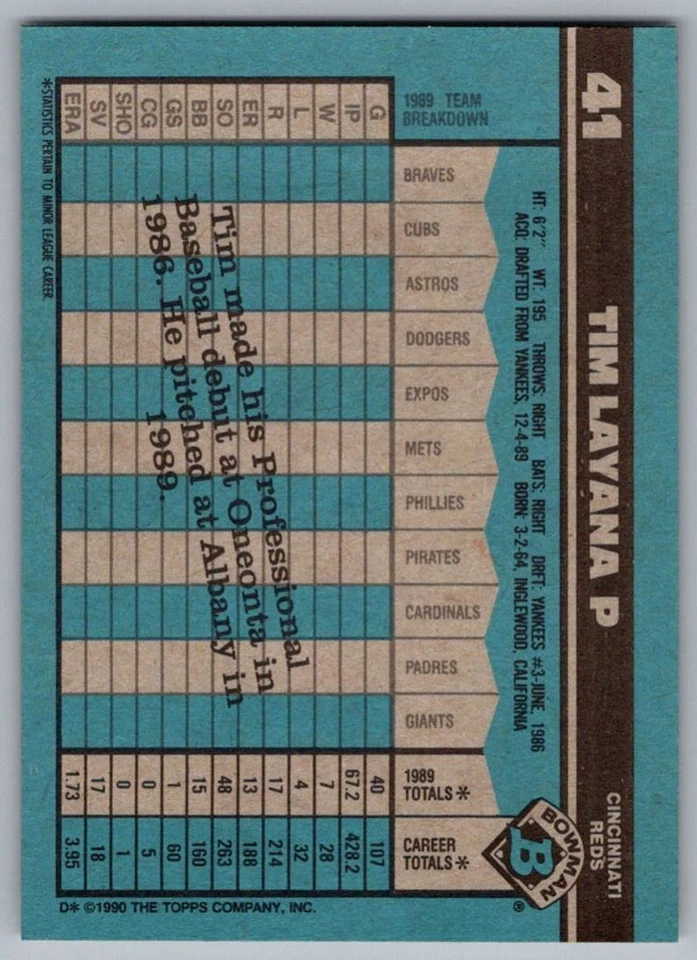 41 TIM LAYANA P CINCINNATI
REDS
HT: 6'2" WT: 195 THROWS: RIGHT BATS: RIGHT DRFT: YANKEES #3-JUNE, 1986
ACQ: DRAFTED FROM YANKEES, 12-4-89 BORN: 3-2-64, INGLEWOOD, CALIFORNIA
BOWMAN
B
®
1989 TEAM
BREAKDOWN
G IP W L R ER SO BB GS CG SHO SV ERA
BRAVES
CUBS
ASTROS
DODGERS
EXPOS
METS
PHILLIES
PIRATES
CARDINALS
PADRES
GIANTS
1989
TOTALS* 40 67.2 7 4 17 13 48 15 1 0 0 17 1.73
CAREER
TOTALS* 107 428.2 28 32 214 188 263 160 60 5 1 18 3.95
Tim made his Professional
Baseball debut at Oneonta in
1986. He pitched at Albany in
1989.
*STATISTICS PERTAIN TO MINOR LEAGUE CAREER.
D* ©1990 THE TOPPS COMPANY, INC.